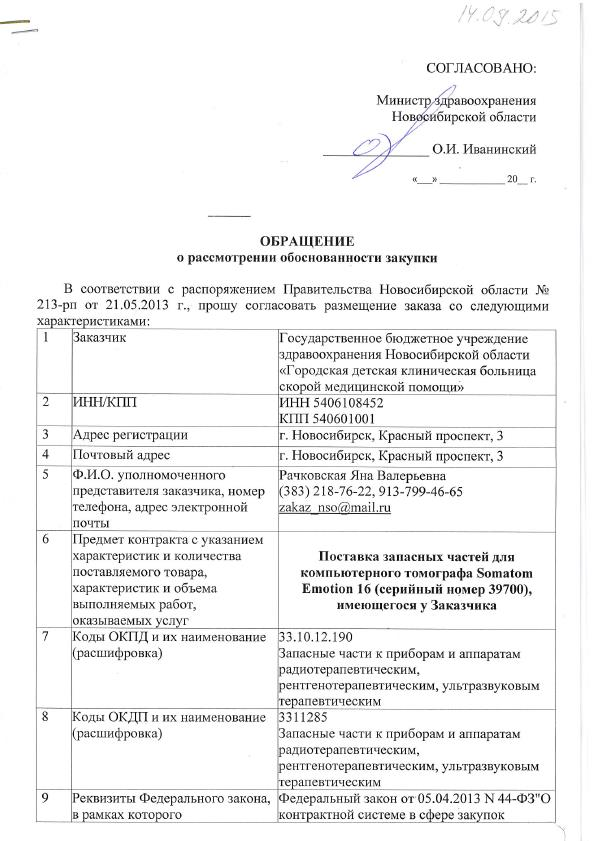 14.09.2015
СОГЛАСОВАНО:
Министр здравоохранения
Новосибирской области
________________ О.И. Иванинский
«___» _____________ 20__ г.
______
ОБРАЩЕНИЕ
о рассмотрении обоснованности закупки
В соответствии с распоряжением Правительства Новосибирской области №
213-рп от 21.05.2013 г., прошу согласовать размещение заказа со следующими
характеристиками:
1 Заказчик Государственное бюджетное учреждение
здравоохранения Новосибирской области
«Городская детская клиническая больница
скорой медицинской помощи»
2 ИНН/КПП ИНН 5406108452
КПП 540601001
3 Адрес регистрации г. Новосибирск, Красный проспект, 3
4 Почтовый адрес г. Новосибирск, Красный проспект, 3
5 Ф.И.О. уполномоченного Рачковская Яна Валерьевна
представителя заказчика, номер (383) 218-76-22, 913-799-46-65
телефона, адрес электронной zakaz_nso@mail.ru
почты
6 Предмет контракта с указанием
характеристик и количества Поставка запасных частей для
поставляемого товара, компьютерного томографа Somatom
характеристик и объема Emotion 16 (серийный номер 39700),
выполняемых работ, имеющегося у Заказчика
оказываемых услуг
7 Коды ОКПД и их наименование 33.10.12.190
(расшифровка) Запасные части к приборам и аппаратам
радиотерапевтическим,
рентгенотерапевтическим, ультразвуковым
терапевтическим
8 Коды ОКДП и их наименование 3311285
(расшифровка) Запасные части к приборам и аппаратам
радиотерапевтическим,
рентгенотерапевтическим, ультразвуковым
терапевтическим
9 Реквизиты Федерального закона, Федеральный закон от 05.04.2013 N 44-ФЗ"О
в рамках которого контрактной системе в сфере закупок